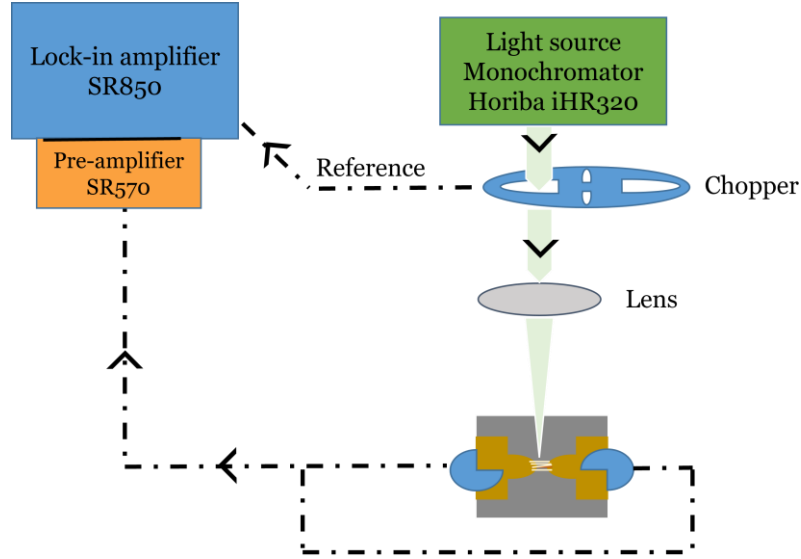 Lock-in amplifier
SR850
Pre-amplifier
SR570
Reference
Light source
Monochromator
Horiba iHR320
Chopper
Lens